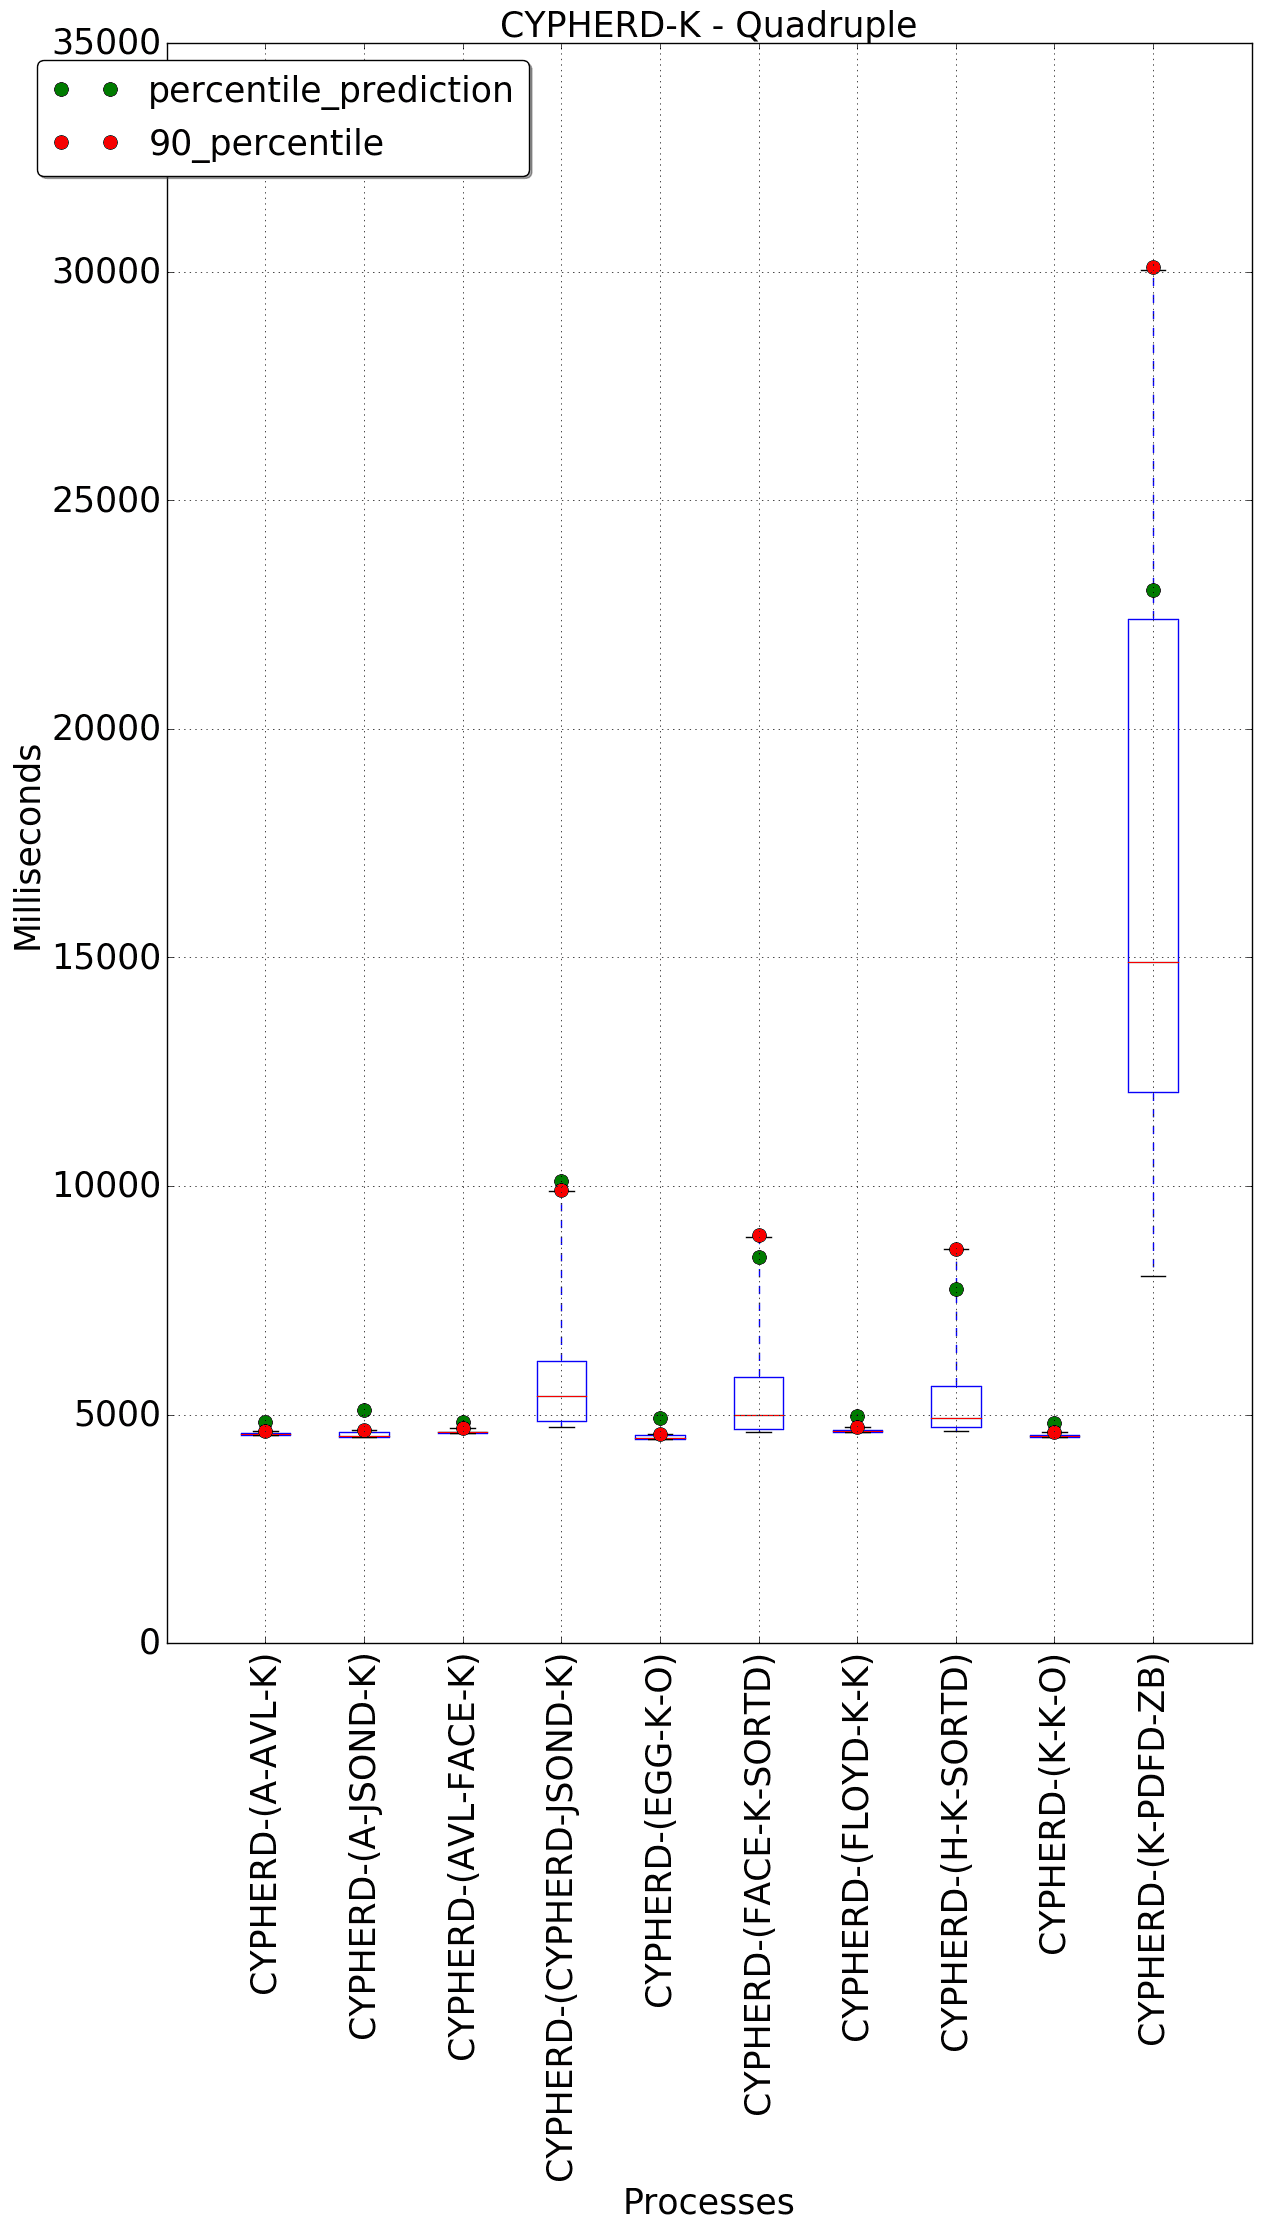 CYPHERD-K - Quadruple
percentile_prediction
90_percentile
35000
30000
25000
20000
15000
10000
5000
0
Milliseconds
CYPHERD-(A-AVL-K)
CYPHERD-(A-JSOND-K)
CYPHERD-(AVL-FACE-K)
CYPHERD-(CYPHERD-JSOND-K)
CYPHERD-(EGG-K-O)
CYPHERD-(FACE-K-SORTD)
CYPHERD-(FLOYD-K-K)
CYPHERD-(H-K-SORTD)
CYPHERD-(K-K-O)
CYPHERD-(K-PDFD-ZB)
Processes